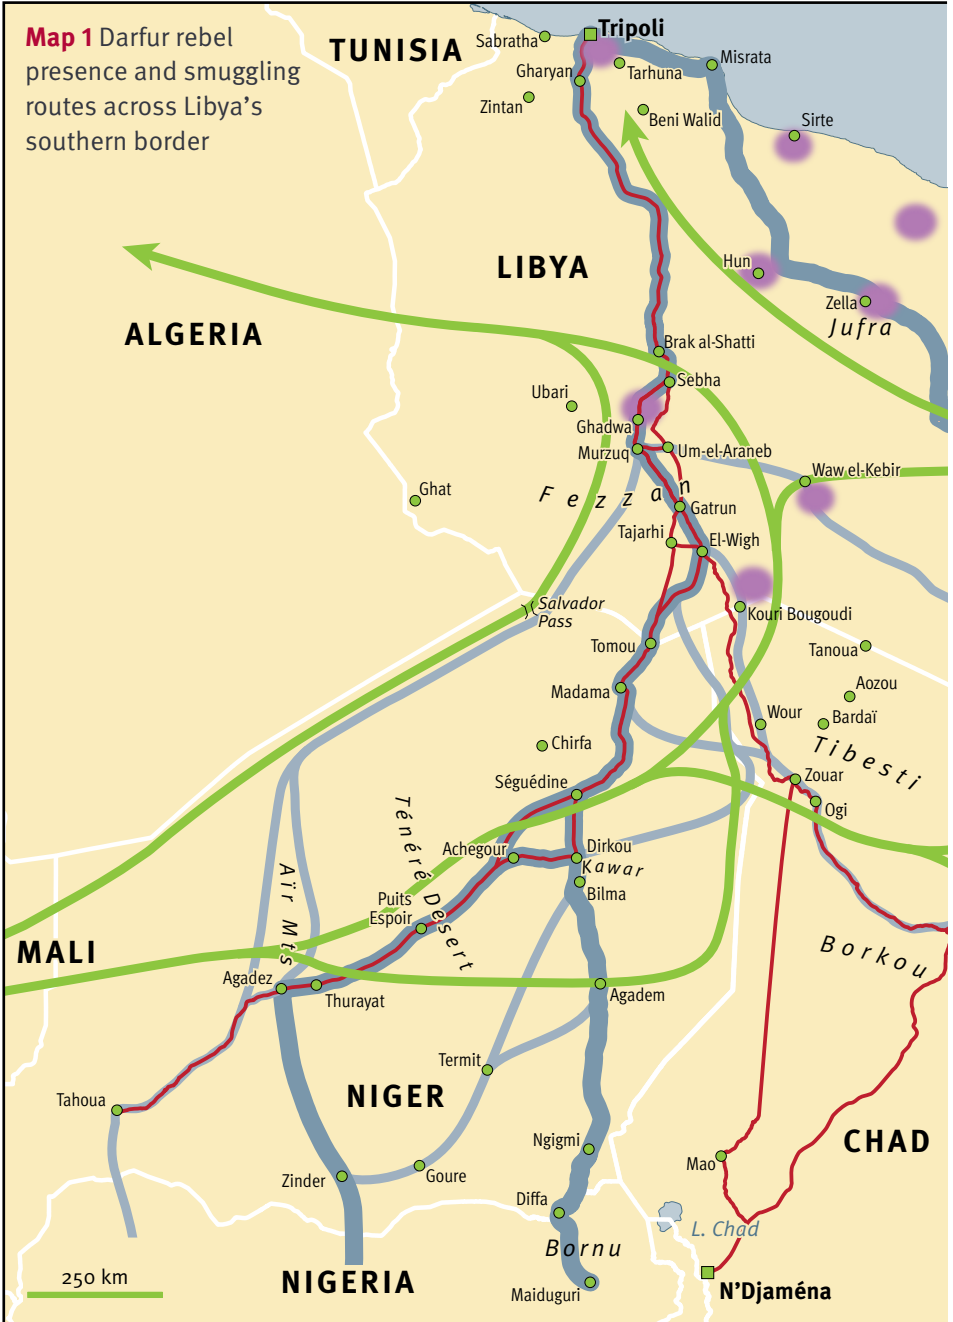 Map 1 Darfur rebel
presence and smuggling
routes across Libya's
southern border
TUNISIA
Sabratha
Tripoli
Gharyan
Tarhuna
Misrata
Zintan
Beni Walid
Sirte
LIBYA
Hun
Zella
Jufra
ALGERIA
Brak al-Shatti
Sebha
Ubari
Ghadwa
Murzuq
Um-el-Araneb
Waw el-Kebir
Ghat
Fezzan
Gatrun
Tajarhi
El-Wigh
Salvador
Pass
Kouri Bougoudi
Tomou
Tanoua
Madama
Aozou
Wour
Bardaï
Chirfa
Tibesti
Séguédine
Zouar
Ogi
Ténéré Desert
Achegour
Dirkou
Kawar
Bilma
Aïr Mts
Puits
Espoir
MALI
Borkou
Agadez
Thurayat
Agadem
Termit
NIGER
Tahoua
CHAD
Ngigmi
Mao
Zinder
Goure
Diffa
L. Chad
Bornu
250 km
NIGERIA
Maiduguri
N'Djaména